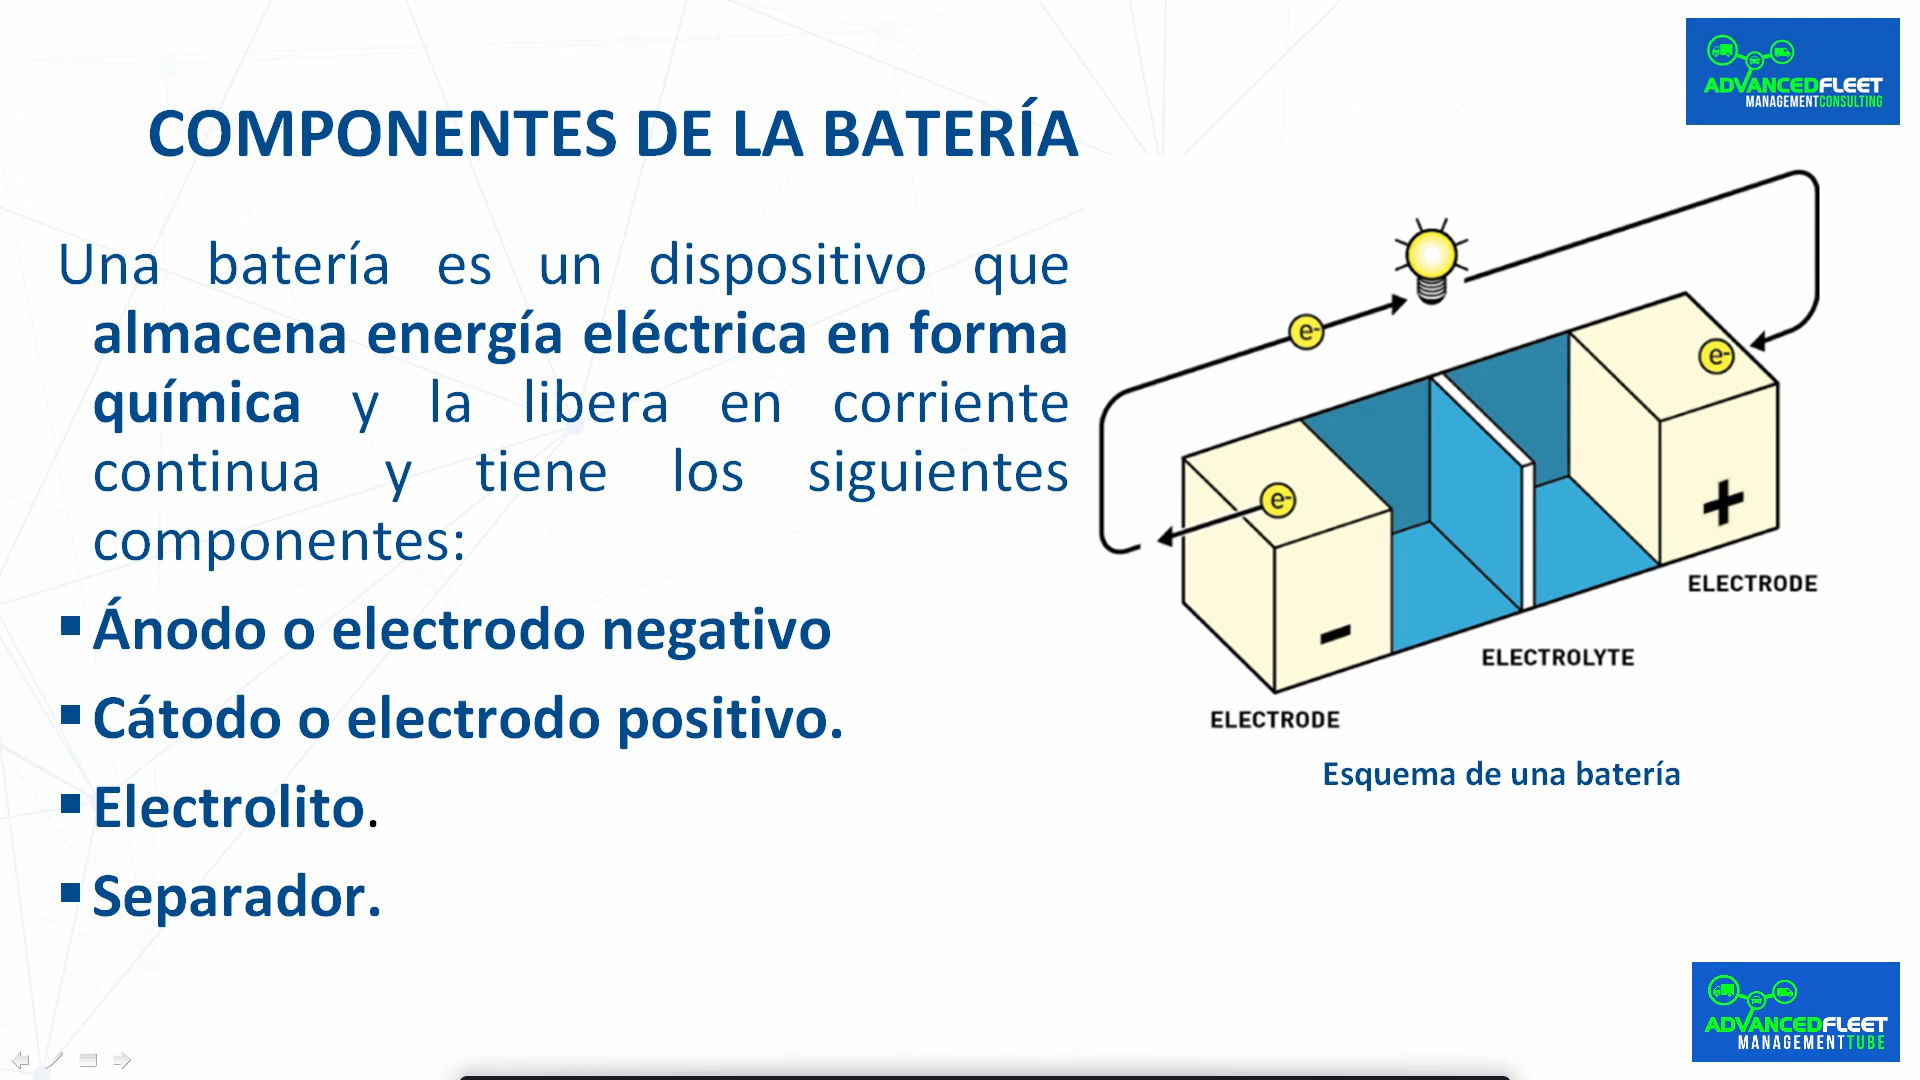 COMPONENTES DE LA BATERÍA
Una batería es un dispositivo que
almacena energía eléctrica en forma
química y la libera en corriente
continua y tiene los siguientes
componentes:
▪Ánodo o electrodo negativo
▪Cátodo o electrodo positivo.
▪Electrolito.
▪Separador.
ADVANCEDFLEET
MANAGEMENTCONSULTING
e-
e-
e-
+
-
ELECTRODE
ELECTROLYTE
ELECTRODE
Esquema de una batería
ADVANCEDFLEET
MANAGEMENTTUBE